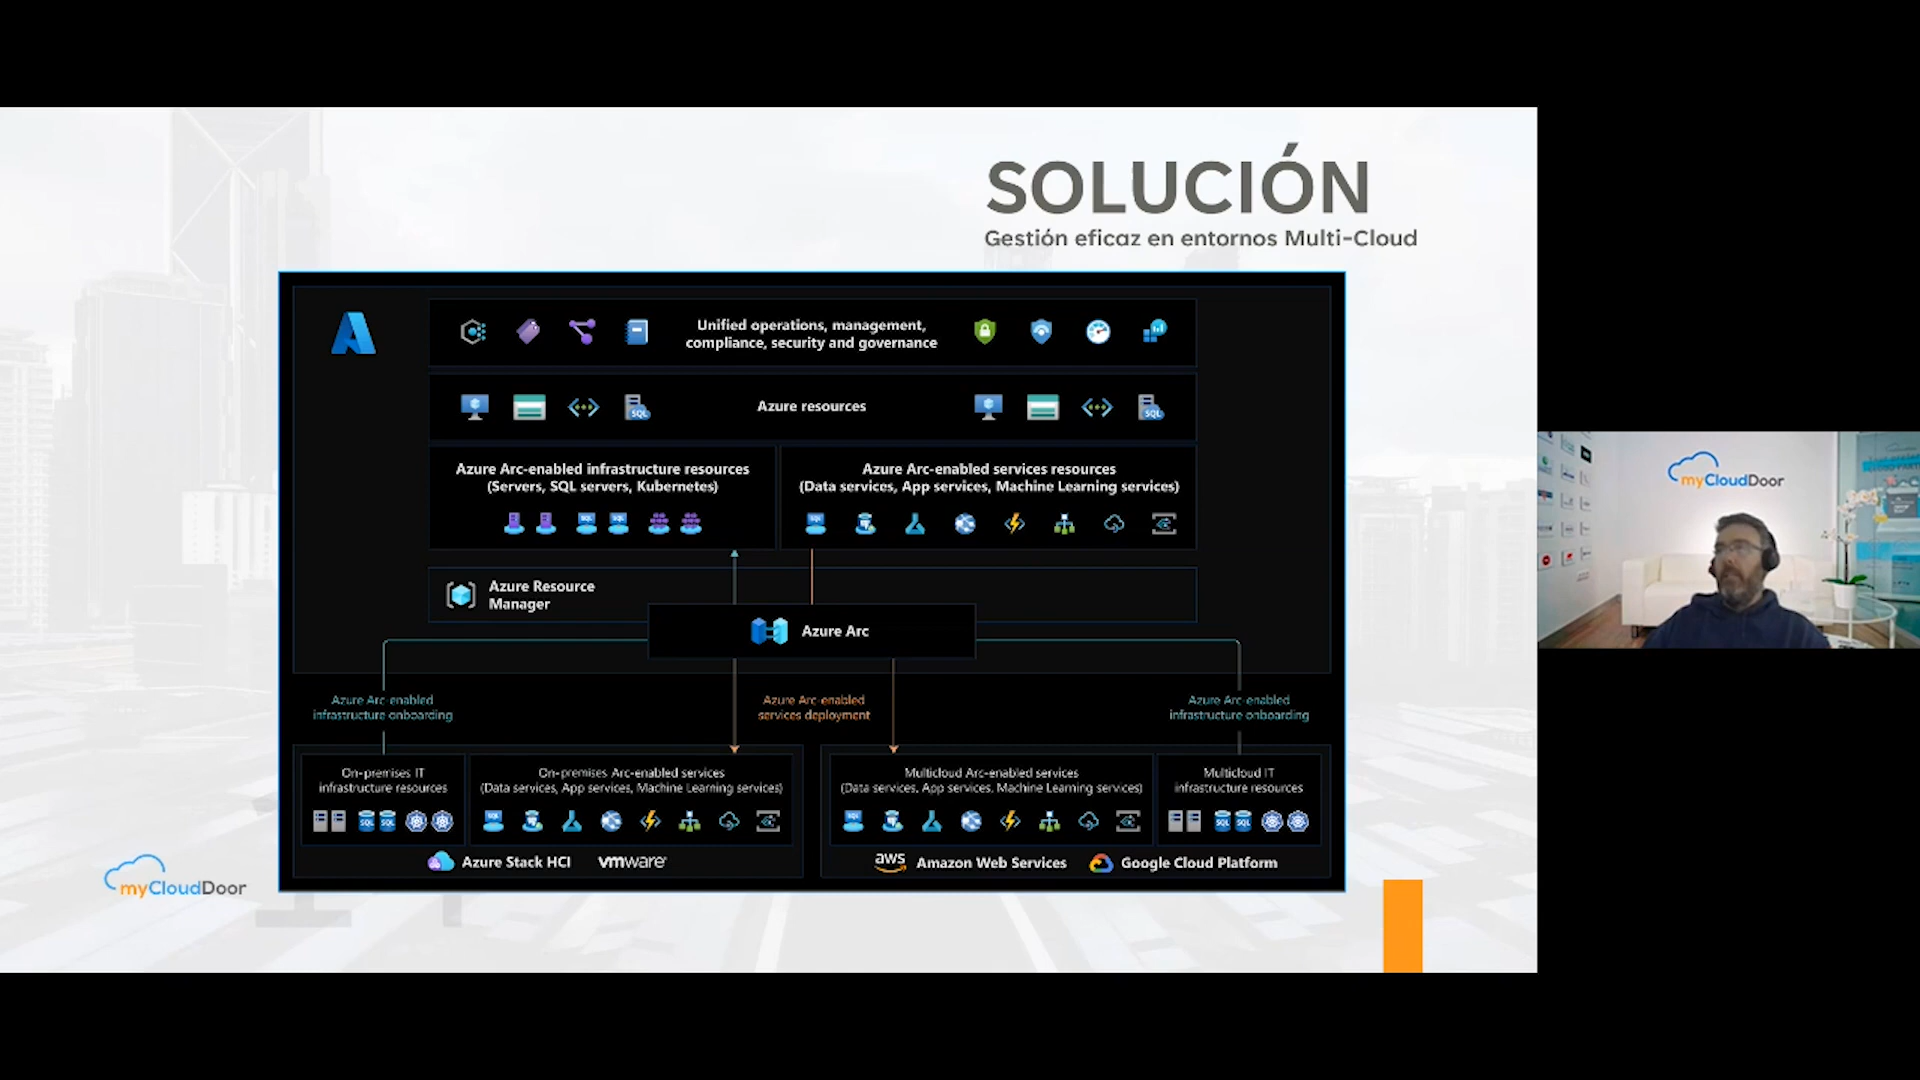 SOLUCIÓN
Gestión eficaz en entornos Multi-Cloud
Unified operations, management,
compliance, security and governance
Azure resources
SQL
SQL
Azure Arc-enabled infrastructure resources
(Servers, SQL servers, Kubernetes)
Azure Arc-enabled services resources
(Data services, App services, Machine Learning services)
Azure Resource
Manager
Azure Arc
Azure Arc-enabled
infrastructure onboarding
Azure Arc-enabled
services deployment
Azure Arc-enabled
infrastructure onboarding
On-premises IT
infrastructure resources
On-premises Arc-enabled services
(Data services, App services, Machine Learning services)
Multicloud Arc-enabled services
(Data services, App services, Machine Learning services)
Multicloud IT
infrastructure resources
Azure Stack HCI
vmware
aws
Amazon Web Services
Google Cloud Platform
myCloudDoor
myCloudDoor